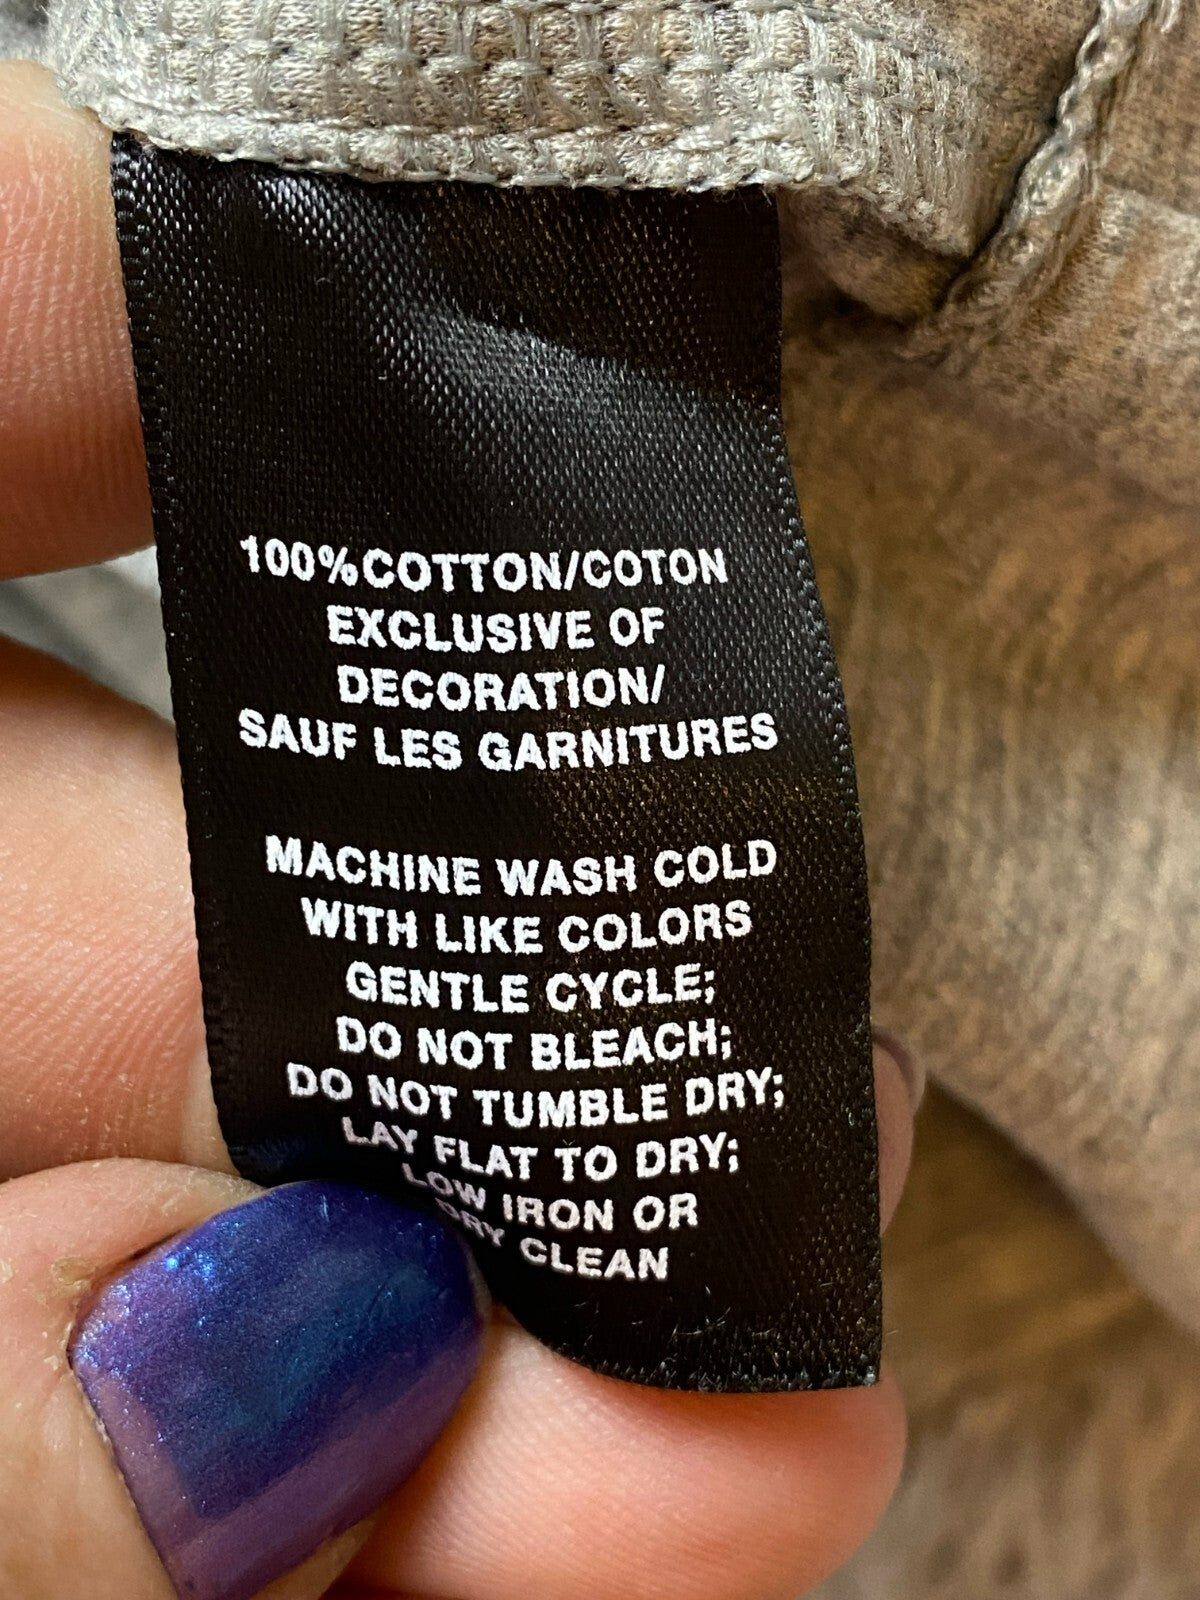 100%COTTON/COTON
EXCLUSIVE OF
DECORATION/
SAUF LES GARNITURES
MACHINE WASH COLD
WITH LIKE COLORS
GENTLE CYCLE;
DO NOT BLEACH;
DO NOT TUMBLE DRY;
LAY FLAT TO DRY;
LOW IRON OR
DRY CLEAN